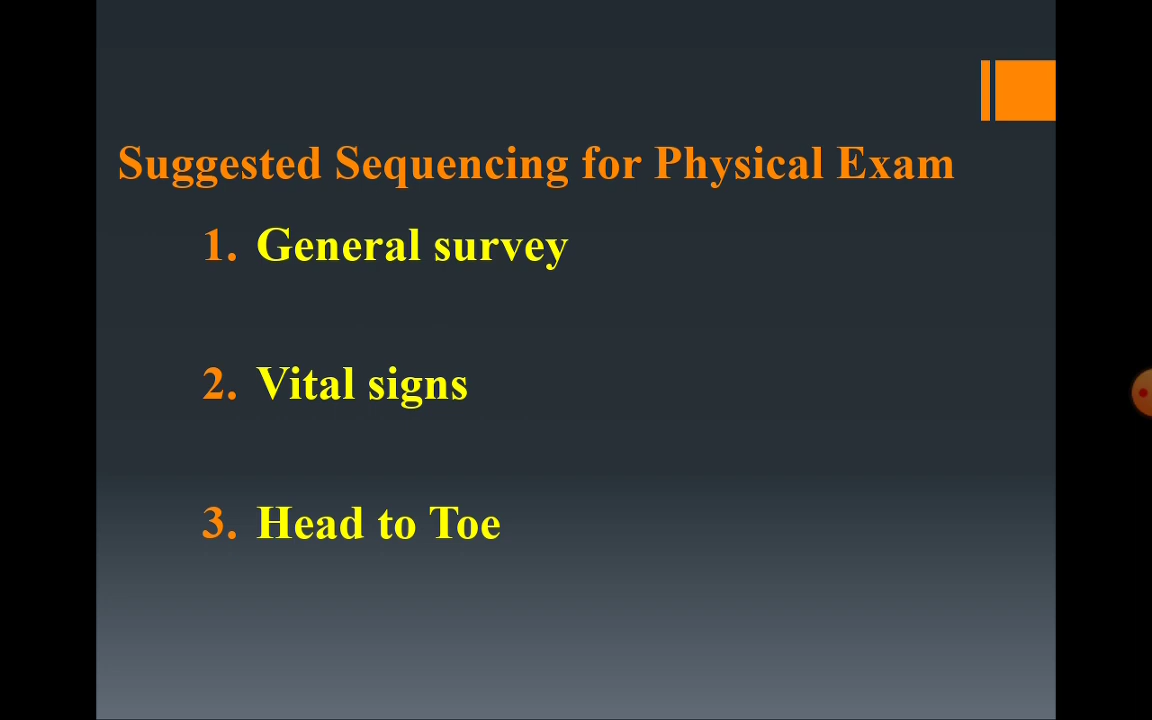 Suggested Sequencing for Physical Exam
1. General survey
2. Vital signs
3. Head to Toe